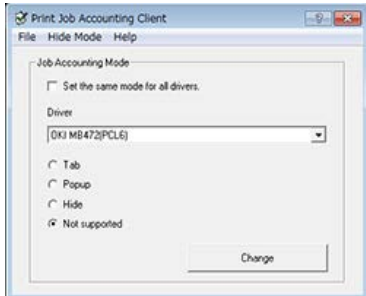 Print Job Accounting Client
File Hide Mode Help
Job Accounting Mode
Set the same mode for all drivers.
Driver
OKI MB472(PCL6)
Tab
Popup
Hide
Not supported
Change